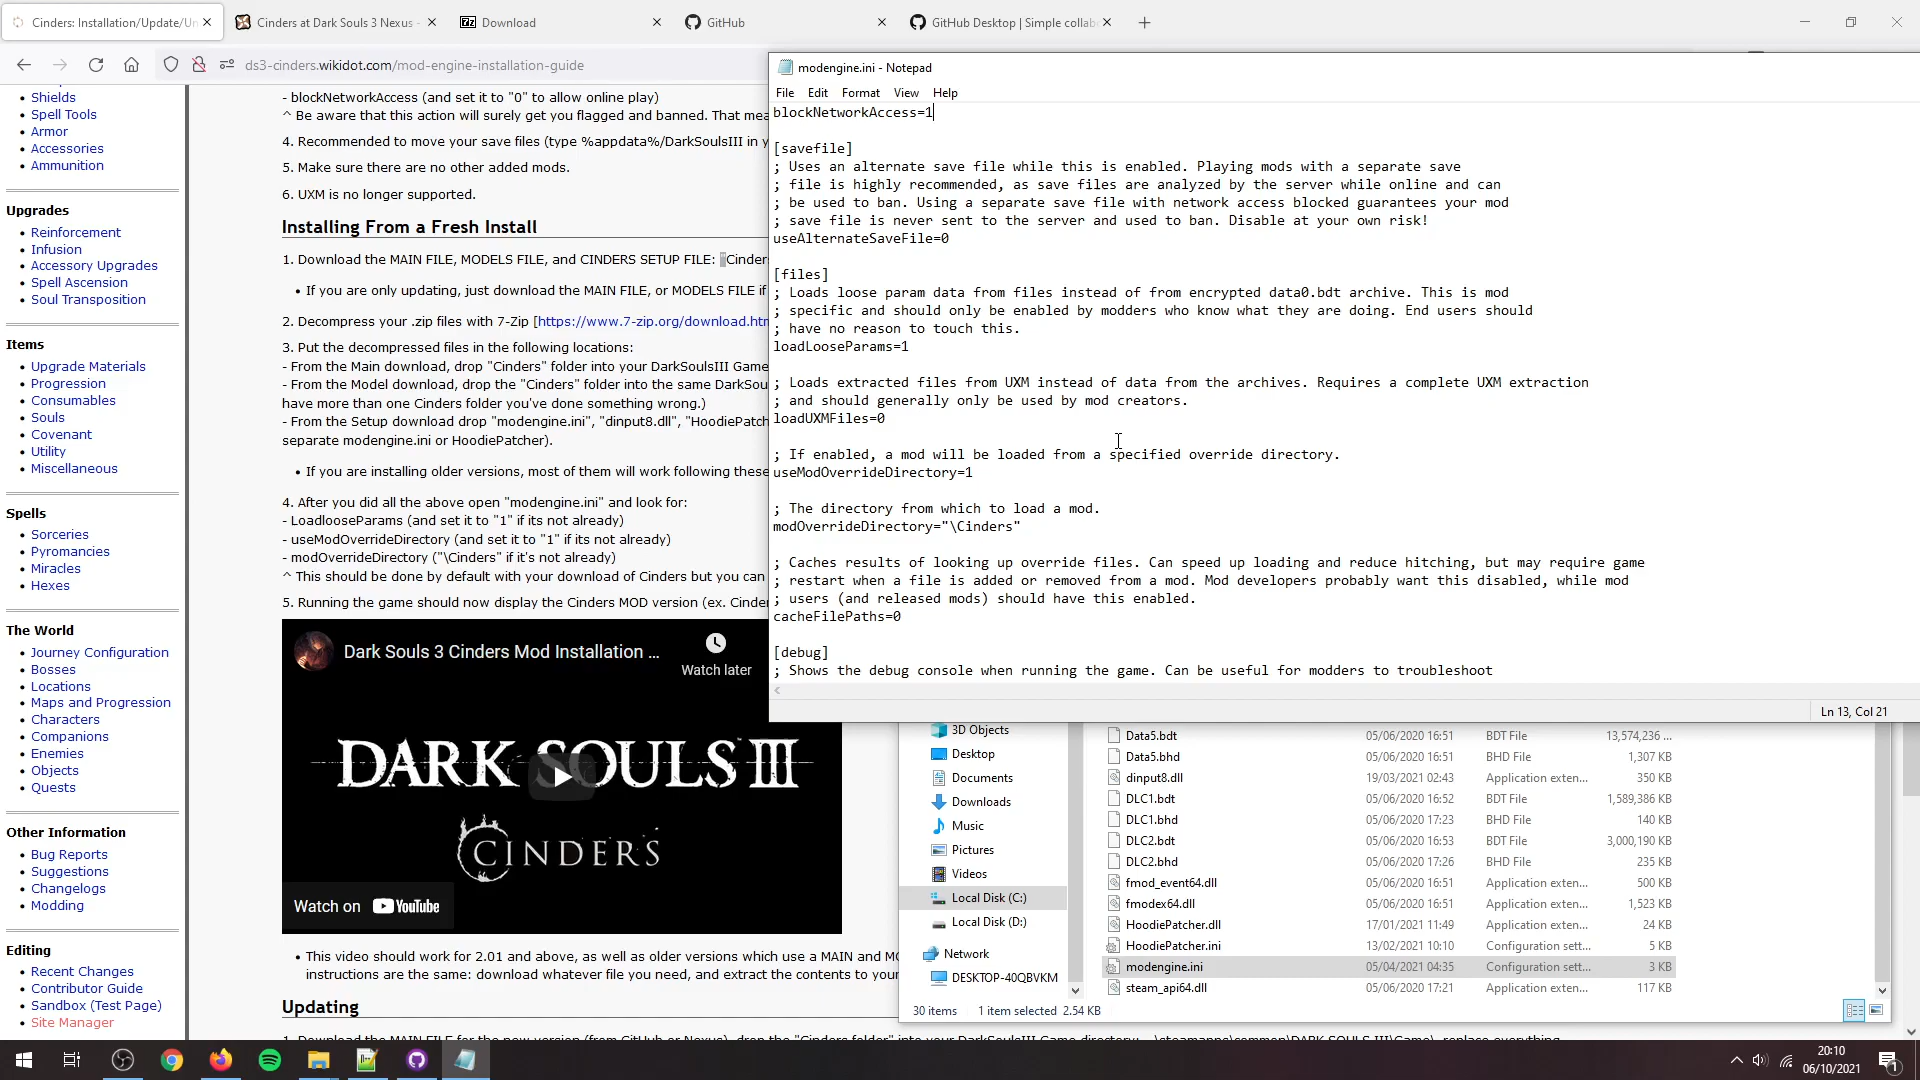 Cinders: Installation/Update/Un
Cinders at Dark Souls 3 Nexus -
7z Download
GitHub
GitHub Desktop | Simple collab
ds3-cinders.wikidot.com/mod-engine-installation-guide
Shields
Spell Tools
Armor
Accessories
Ammunition
Upgrades
Reinforcement
Infusion
Accessory Upgrades
Spell Ascension
Soul Transposition
Items
Upgrade Materials
Progression
Consumables
Souls
Covenant
Utility
Miscellaneous
Spells
Sorceries
Pyromancies
Miracles
Hexes
The World
Journey Configuration
Bosses
Locations
Maps and Progression
Characters
Companions
Enemies
Objects
Quests
Other Information
Bug Reports
Suggestions
Changelogs
Modding
Editing
Recent Changes
Contributor Guide
Sandbox (Test Page)
Site Manager
- blockNetworkAccess (and set it to "0" to allow online play)
^ Be aware that this action will surely get you flagged and banned. That mea
4. Recommended to move your save files (type %appdata%/DarkSoulsIII in y
5. Make sure there are no other added mods.
6. UXM is no longer supported.
Installing From a Fresh Install
1. Download the MAIN FILE, MODELS FILE, and CINDERS SETUP FILE: Cinder
• If you are only updating, just download the MAIN FILE, or MODELS FILE if
2. Decompress your .zip files with 7-Zip [https://www.7-zip.org/download.htm
3. Put the decompressed files in the following locations:
- From the Main download, drop "Cinders" folder into your DarkSoulsIII Game
- From the Model download, drop the "Cinders" folder into the same DarkSou
have more than one Cinders folder you've done something wrong.)
- From the Setup download drop "modengine.ini", "dinput8.dll", "HoodiePatch
separate modengine.ini or HoodiePatcher).
• If you are installing older versions, most of them will work following these
4. After you did all the above open "modengine.ini" and look for:
- LoadlooseParams (and set it to "1" if its not already)
- useModOverrideDirectory (and set it to "1" if its not already)
- modOverrideDirectory ("\Cinders" if it's not already)
^ This should be done by default with your download of Cinders but you can
5. Running the game should now display the Cinders MOD version (ex. Cinder
Dark Souls 3 Cinders Mod Installation ...
Watch later
DARK SOULS III
CINDERS
Watch on YouTube
• This video should work for 2.01 and above, as well as older versions which use a MAIN and MO
instructions are the same: download whatever file you need, and extract the contents to your
Updating
1. Download the MAIN FILE for the new version (from GitHub or Nexus), drop the "Cinders folder" into your DarkSoulsIII Game directory: ...\steamapps\common\DARK SOULS III\Game\, replace everything
modengine.ini - Notepad
File Edit Format View Help
blockNetworkAccess=1
[savefile]
; Uses an alternate save file while this is enabled. Playing mods with a separate save
; file is highly recommended, as save files are analyzed by the server while online and can
; be used to ban. Using a separate save file with network access blocked guarantees your mod
; save file is never sent to the server and used to ban. Disable at your own risk!
useAlternateSaveFile=0
[files]
; Loads loose param data from files instead of from encrypted data0.bdt archive. This is mod
; specific and should only be enabled by modders who know what they are doing. End users should
; have no reason to touch this.
loadLooseParams=1
; Loads extracted files from UXM instead of data from the archives. Requires a complete UXM extraction
; and should generally only be used by mod creators.
loadUXMFiles=0
; If enabled, a mod will be loaded from a specified override directory.
useModOverrideDirectory=1
; The directory from which to load a mod.
modOverrideDirectory="\Cinders"
; Caches results of looking up override files. Can speed up loading and reduce hitching, but may require game
; restart when a file is added or removed from a mod. Mod developers probably want this disabled, while mod
; users (and released mods) should have this enabled.
cacheFilePaths=0
[debug]
; Shows the debug console when running the game. Can be useful for modders to troubleshoot
Ln 13, Col 21
3D Objects
Desktop
Documents
Downloads
Music
Pictures
Videos
Local Disk (C:)
Local Disk (D:)
Network
DESKTOP-40QBVKM
Data5.bdt 05/06/2020 16:51 BDT File 13,574,236 ...
Data5.bhd 05/06/2020 16:51 BHD File 1,307 KB
dinput8.dll 19/03/2021 02:43 Application exten... 350 KB
DLC1.bdt 05/06/2020 16:52 BDT File 1,589,386 KB
DLC1.bhd 05/06/2020 17:23 BHD File 140 KB
DLC2.bdt 05/06/2020 16:53 BDT File 3,000,190 KB
DLC2.bhd 05/06/2020 17:26 BHD File 235 KB
fmod_event64.dll 05/06/2020 16:51 Application exten... 500 KB
fmodex64.dll 05/06/2020 16:51 Application exten... 1,523 KB
HoodiePatcher.dll 17/01/2021 11:49 Application exten... 24 KB
HoodiePatcher.ini 13/02/2021 10:10 Configuration sett... 5 KB
modengine.ini 05/04/2021 04:35 Configuration sett... 3 KB
steam_api64.dll 05/06/2020 17:21 Application exten... 117 KB
30 items 1 item selected 2.54 KB
20:10
06/10/2021
1